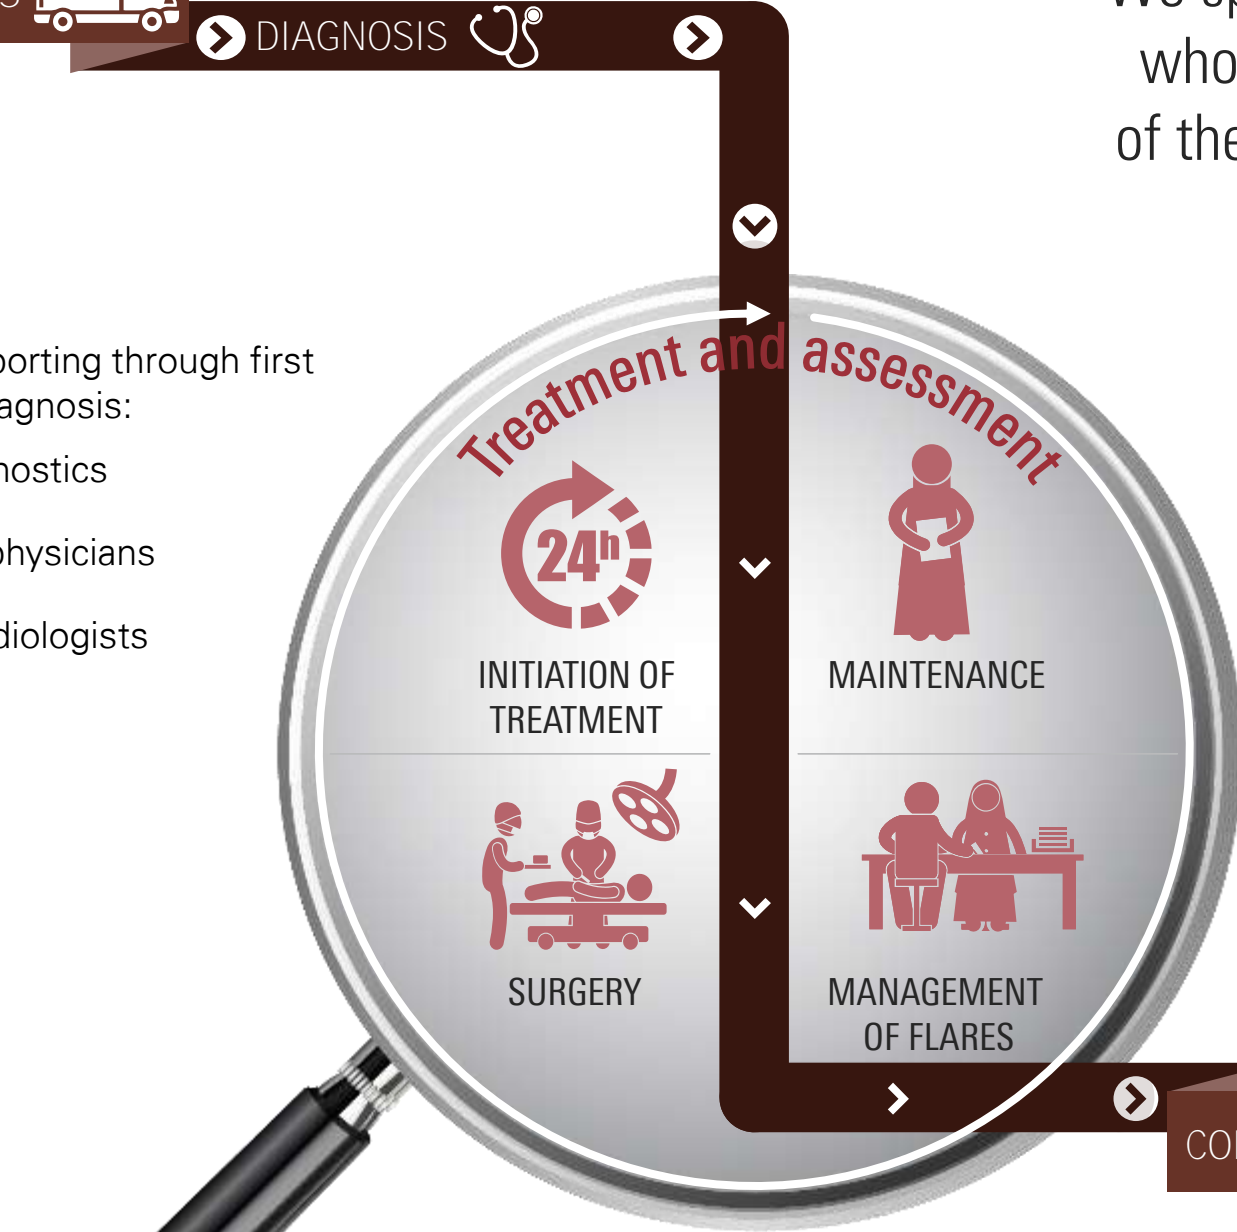 S
DIAGNOSIS
who
of the
porting through first
agnosis:
nostics
physicians
diologists
Treatment and assessment
24h
INITIATION OF
TREATMENT
MAINTENANCE
SURGERY
MANAGEMENT
OF FLARES